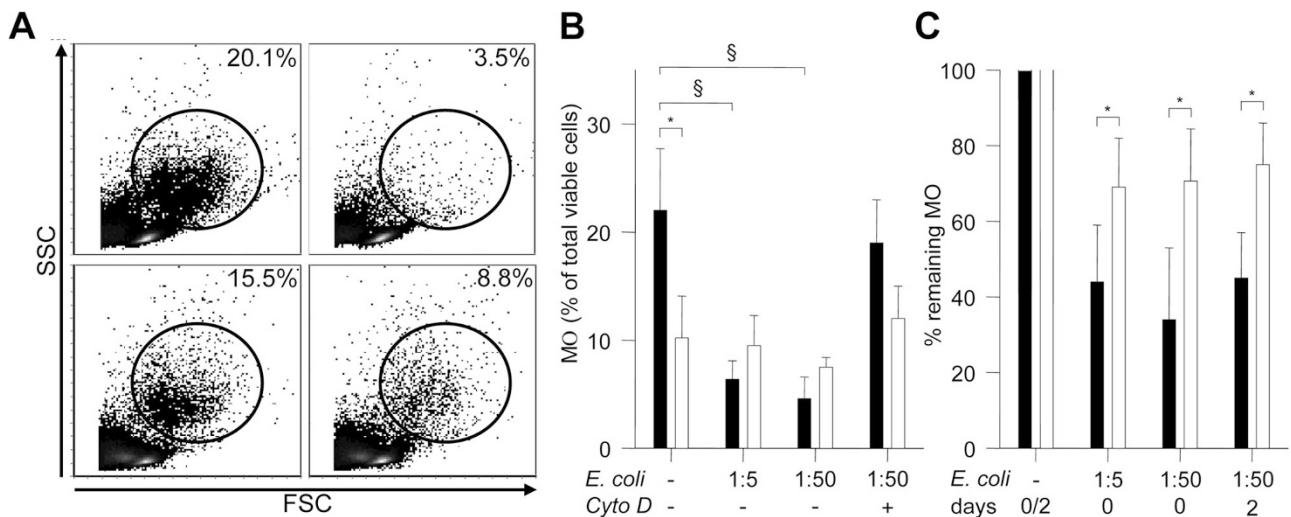 A
20.1%
3.5%
15.5%
8.8%
SSC
FSC
B
§
§
*
MO (% of total viable cells)
30
20
10
0
E. coli - 1:5 1:50 1:50
Cyto D - - - +
C
100
* * *
80
60
40
20
0
% remaining MO
- 1:5 1:50 1:50
days 0/2 0 0 2